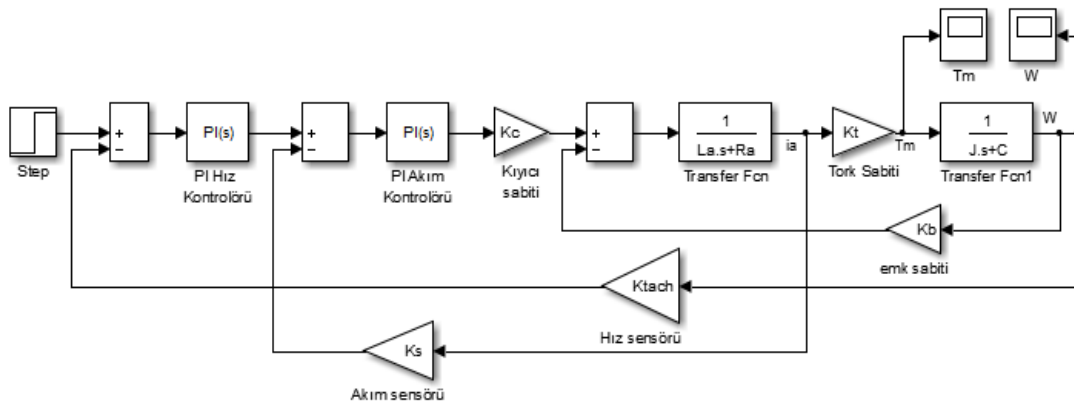 Step
+
−
PI(s)
PI Hız
Kontrolörü
+
−
PI(s)
PI Akım
Kontrolörü
Kc
Kıyıcı
sabiti
+
−
1
La.s+Ra
Transfer Fcn
ia
Kt
Tork Sabiti
Tm
Tm
W
1
J.s+C
Transfer Fcn1
W
Kb
emk sabiti
Ktach
Hız sensörü
Ks
Akım sensörü